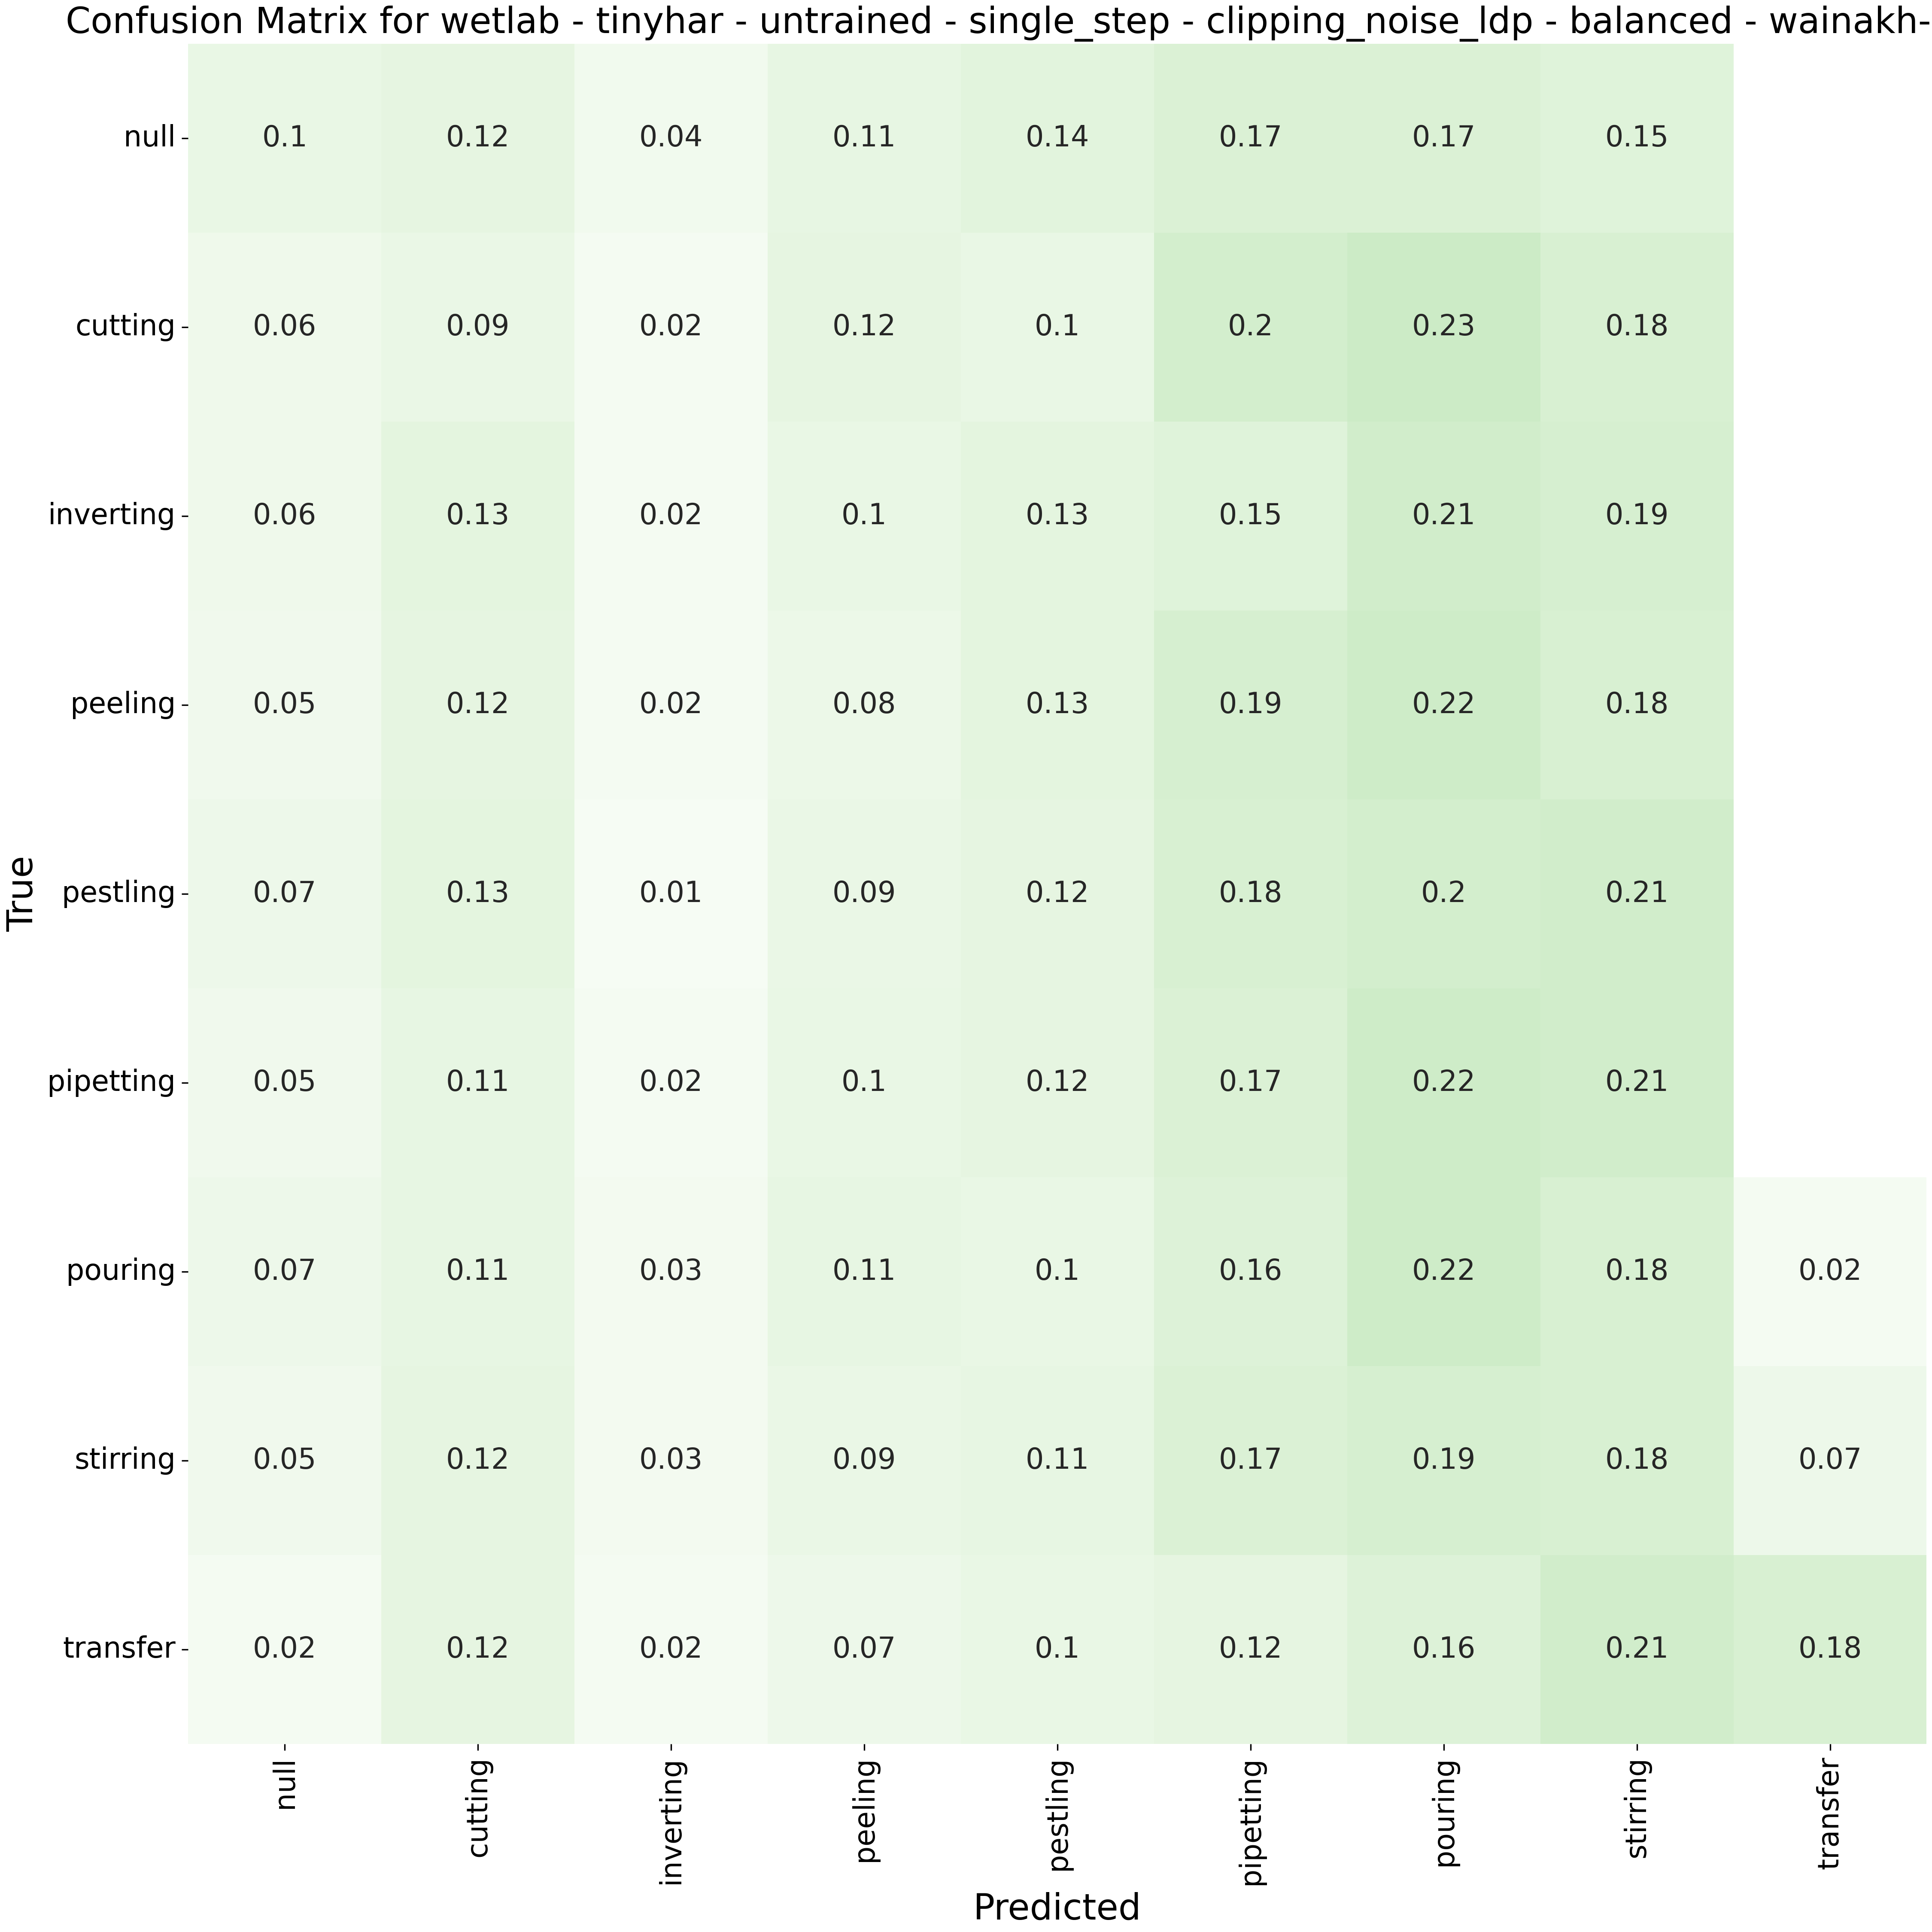 Confusion Matrix for wetlab - tinyhar - untrained - single_step - clipping_noise_ldp - balanced - wainakh-
null 0.1 0.12 0.04 0.11 0.14 0.17 0.17 0.15
cutting 0.06 0.09 0.02 0.12 0.1 0.2 0.23 0.18
inverting 0.06 0.13 0.02 0.1 0.13 0.15 0.21 0.19
peeling 0.05 0.12 0.02 0.08 0.13 0.19 0.22 0.18
pestling 0.07 0.13 0.01 0.09 0.12 0.18 0.2 0.21
pipetting 0.05 0.11 0.02 0.1 0.12 0.17 0.22 0.21
pouring 0.07 0.11 0.03 0.11 0.1 0.16 0.22 0.18 0.02
stirring 0.05 0.12 0.03 0.09 0.11 0.17 0.19 0.18 0.07
transfer 0.02 0.12 0.02 0.07 0.1 0.12 0.16 0.21 0.18
True
null cutting inverting peeling pestling pipetting pouring stirring transfer
Predicted